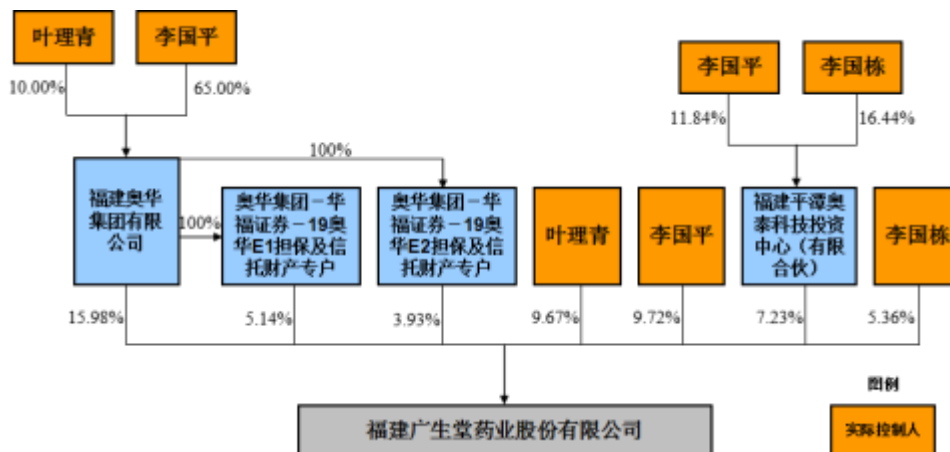 叶理青
李国平
10.00%
65.00%
李国平
李国栋
11.84%
16.44%
100%
福建奥华
集团有限
公司
100%
奥华集团－华
福证券－19奥
华E1担保及信
托财产专户
奥华集团－华
福证券－19奥
华E2担保及信
托财产专户
叶理青
李国平
福建平潭奥
泰科技投资
中心（有限
合伙）
李国栋
15.98%
5.14%
3.93%
9.67%
9.72%
7.23%
5.36%
图例
福建广生堂药业股份有限公司
实际控制人